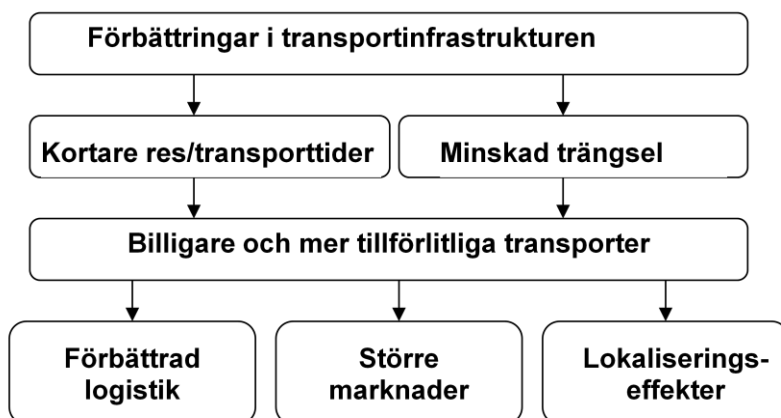 Förbättringar i transportinfrastrukturen
Kortare res/transporttider
Minskad trängsel
Billigare och mer tillförlitliga transporter
Förbättrad
logistik
Större
marknader
Lokaliserings-
effekter